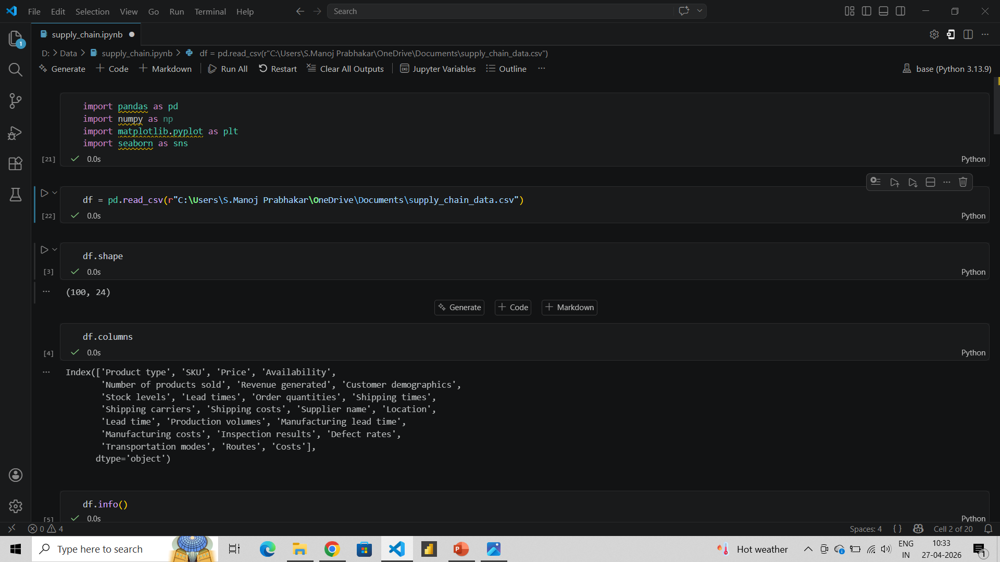 File Edit Selection View Go Run Terminal Help
Search
supply_chain.ipynb
1
D: > Data > supply_chain.ipynb > df = pd.read_csv(r"C:\Users\S.Manoj Prabhakar\OneDrive\Documents\supply_chain_data.csv")
Generate + Code + Markdown Run All Restart Clear All Outputs Jupyter Variables Outline ... base (Python 3.13.9)
import pandas as pd
import numpy as np
import matplotlib.pyplot as plt
import seaborn as sns
[21] 0.0s Python
df = pd.read_csv(r"C:\Users\S.Manoj Prabhakar\OneDrive\Documents\supply_chain_data.csv")
[22] 0.0s Python
df.shape
[3] 0.0s Python
... (100, 24)
Generate + Code + Markdown
df.columns
[4] 0.0s Python
... Index(['Product type', 'SKU', 'Price', 'Availability',
'Number of products sold', 'Revenue generated', 'Customer demographics',
'Stock levels', 'Lead times', 'Order quantities', 'Shipping times',
'Shipping carriers', 'Shipping costs', 'Supplier name', 'Location',
'Lead time', 'Production volumes', 'Manufacturing lead time',
'Manufacturing costs', 'Inspection results', 'Defect rates',
'Transportation modes', 'Routes', 'Costs'],
dtype='object')
df.info()
[5] 0.0s Python
0 4 Spaces: 4 { } Cell 2 of 20
Type here to search
Hot weather
ENG
IN
10:33
27-04-2026
1